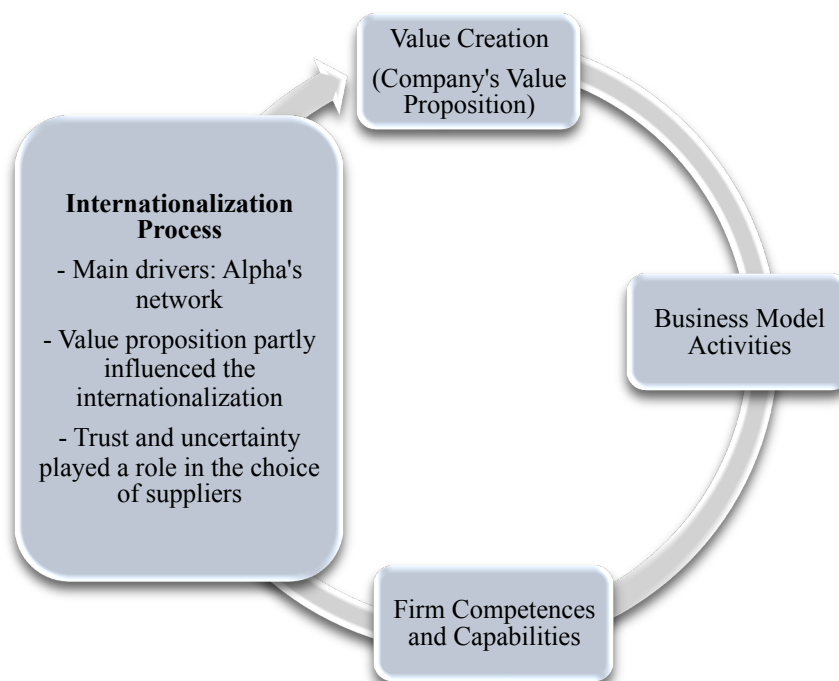 Value Creation
(Company's Value
Proposition)
Internationalization
Process
- Main drivers: Alpha's
network
- Value proposition partly
influenced the
internationalization
- Trust and uncertainty
played a role in the choice
of suppliers
Business Model
Activities
Firm Competences
and Capabilities